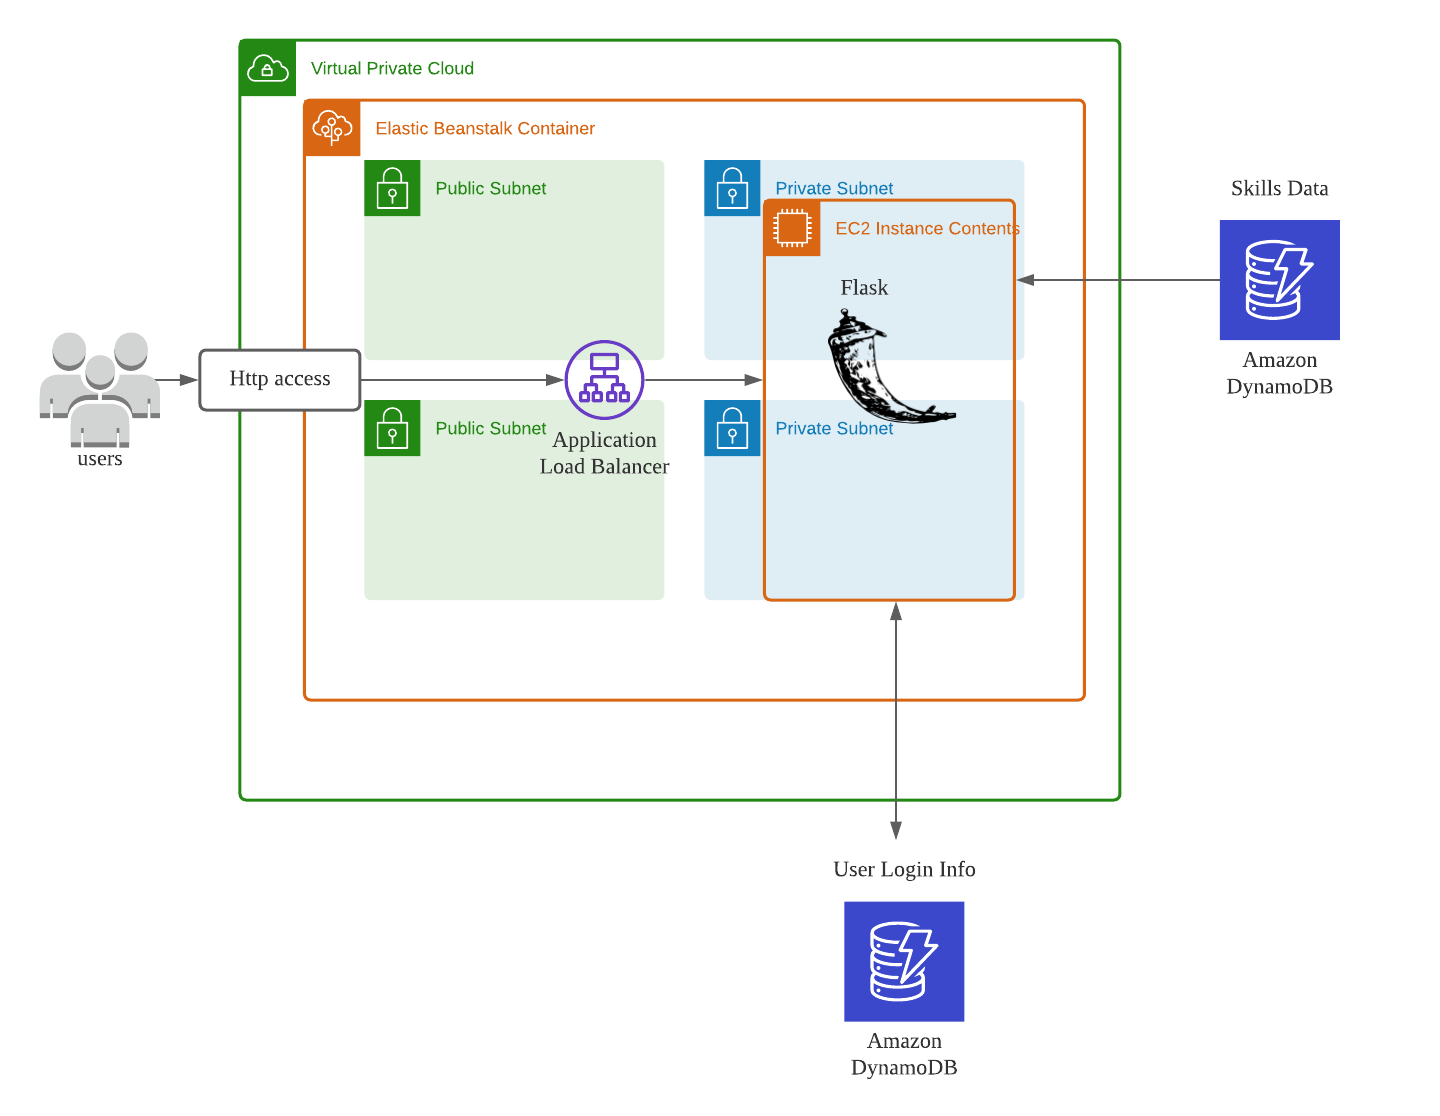 Virtual Private Cloud
Elastic Beanstalk Container
Public Subnet
Private Subnet
EC2 Instance Contents
Skills Data
Flask
Http access
users
Public Subnet
Application
Load Balancer
Private Subnet
Amazon
DynamoDB
User Login Info
Amazon
DynamoDB